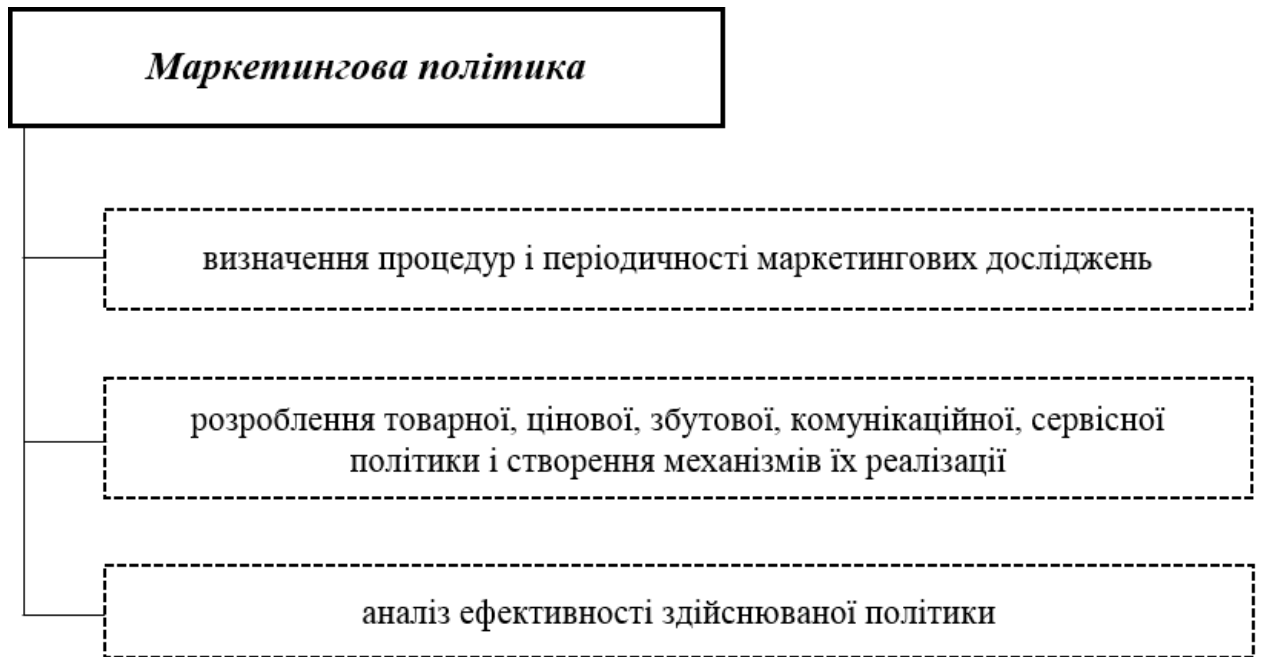 Маркетингова політика
визначення процедур і періодичності маркетингових досліджень
розроблення товарної, цінової, збутової, комунікаційної, сервісної
політики і створення механізмів їх реалізації
аналіз ефективності здійснюваної політики